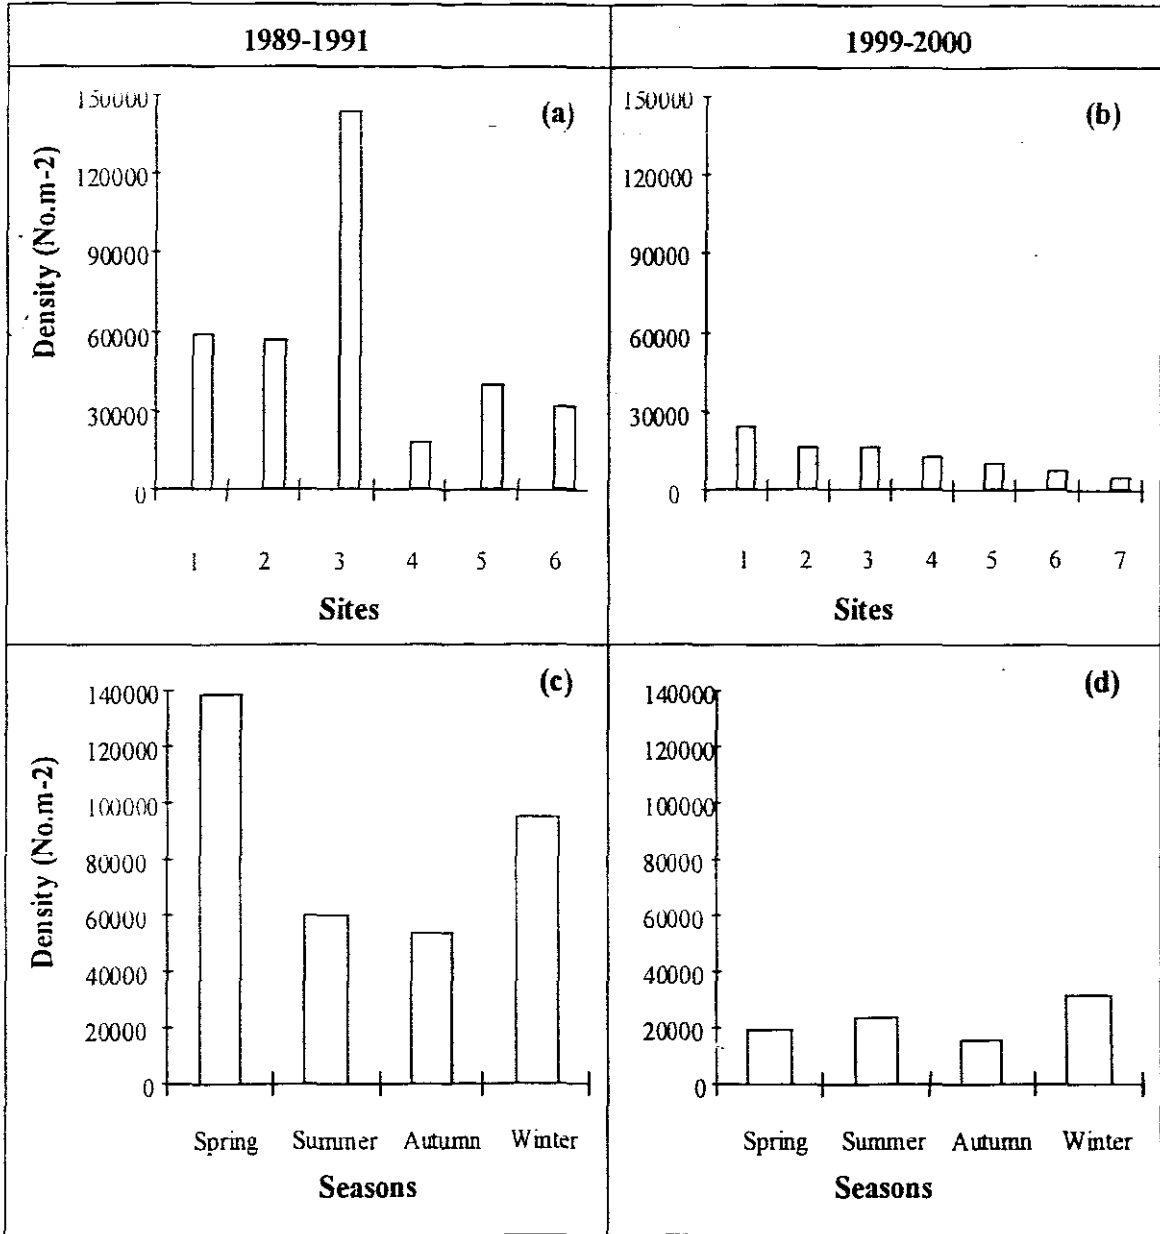 1989-1991
1999-2000
(a)
150000
120000
90000
60000
30000
0
Density (No.m-2)
1 2 3 4 5 6
Sites
(b)
150000
120000
90000
60000
30000
0
1 2 3 4 5 6 7
Sites
(c)
140000
120000
100000
80000
60000
40000
20000
0
Density (No.m-2)
Spring Summer Autumn Winter
Seasons
(d)
140000
120000
100000
80000
60000
40000
20000
0
Spring Summer Autumn Winter
Seasons